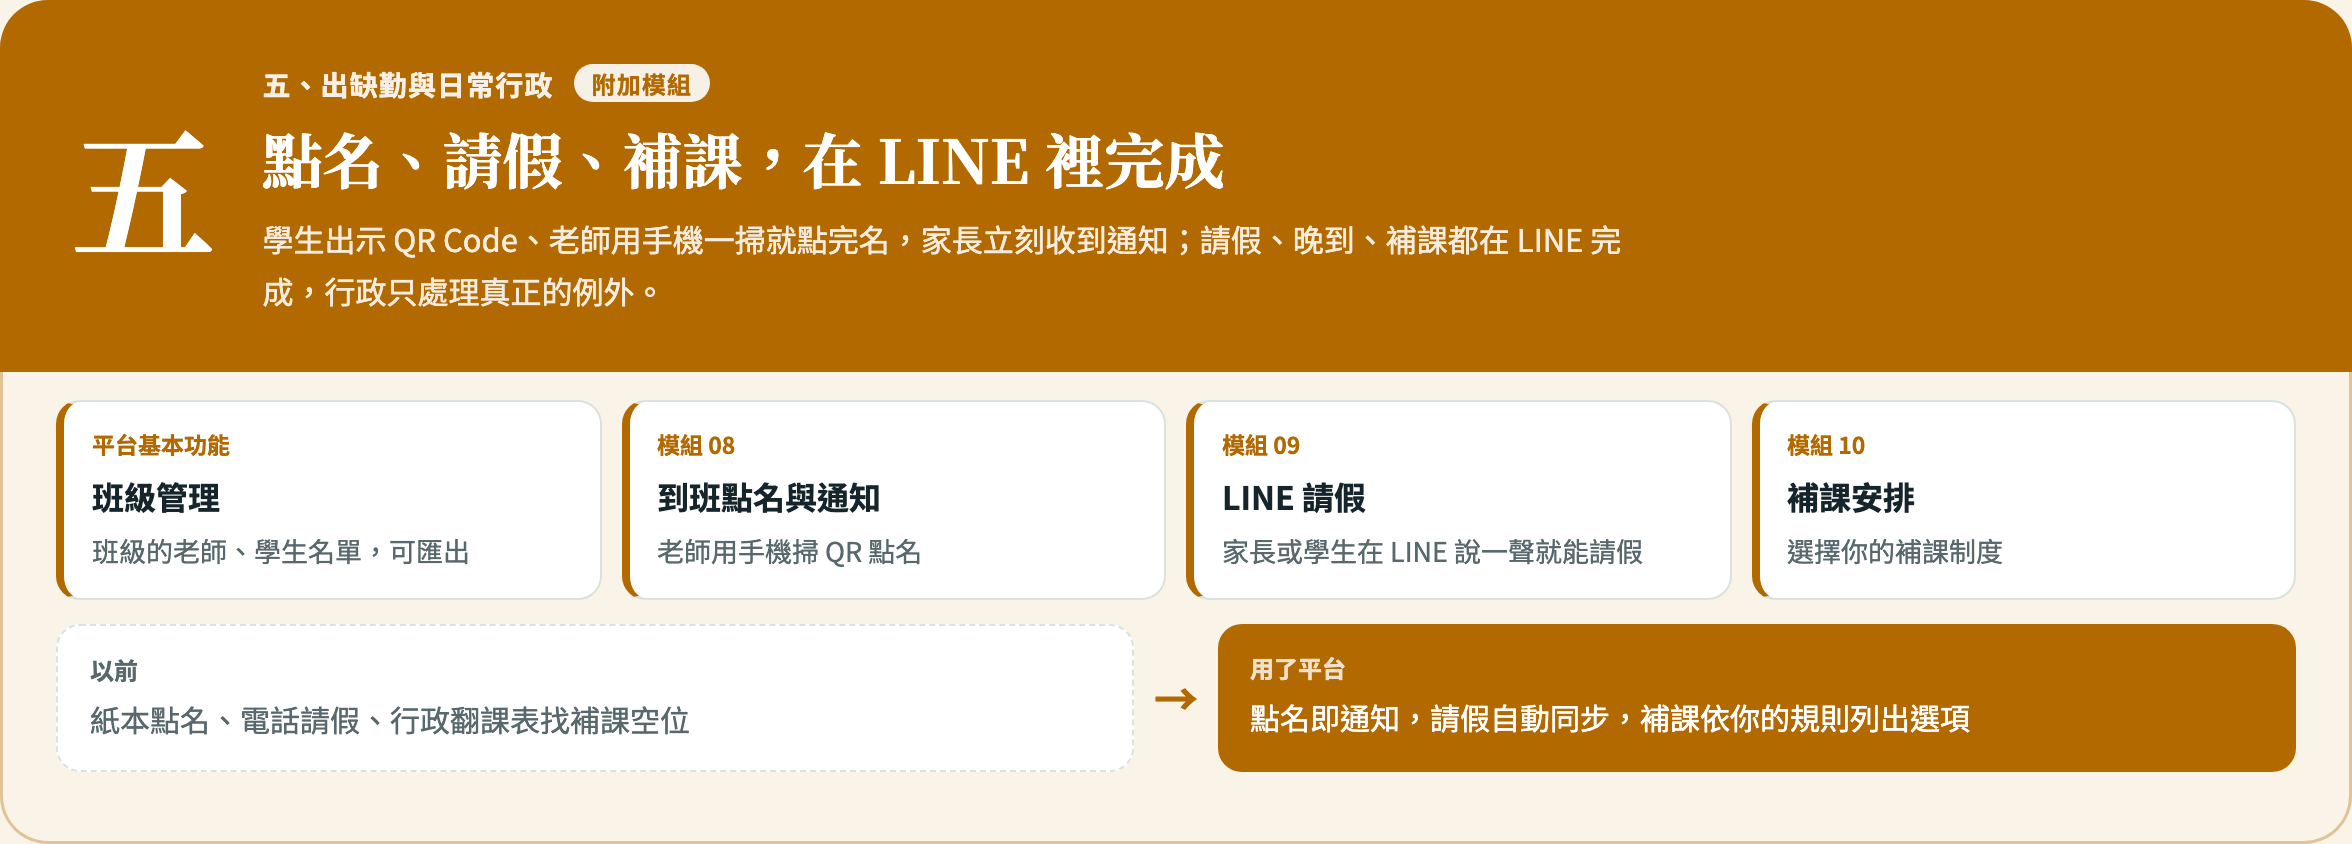 五
五、出缺勤與日常行政
附加模組
點名、請假、補課，在 LINE 裡完成
學生出示 QR Code、老師用手機一掃就點完名，家長立刻收到通知；請假、晚到、補課都在 LINE 完
成，行政只處理真正的例外。
平台基本功能
班級管理
班級的老師、學生名單，可匯出
模組 08
到班點名與通知
老師用手機掃 QR 點名
模組 09
LINE 請假
家長或學生在 LINE 說一聲就能請假
模組 10
補課安排
選擇你的補課制度
以前
紙本點名、電話請假、行政翻課表找補課空位
→
用了平台
點名即通知，請假自動同步，補課依你的規則列出選項